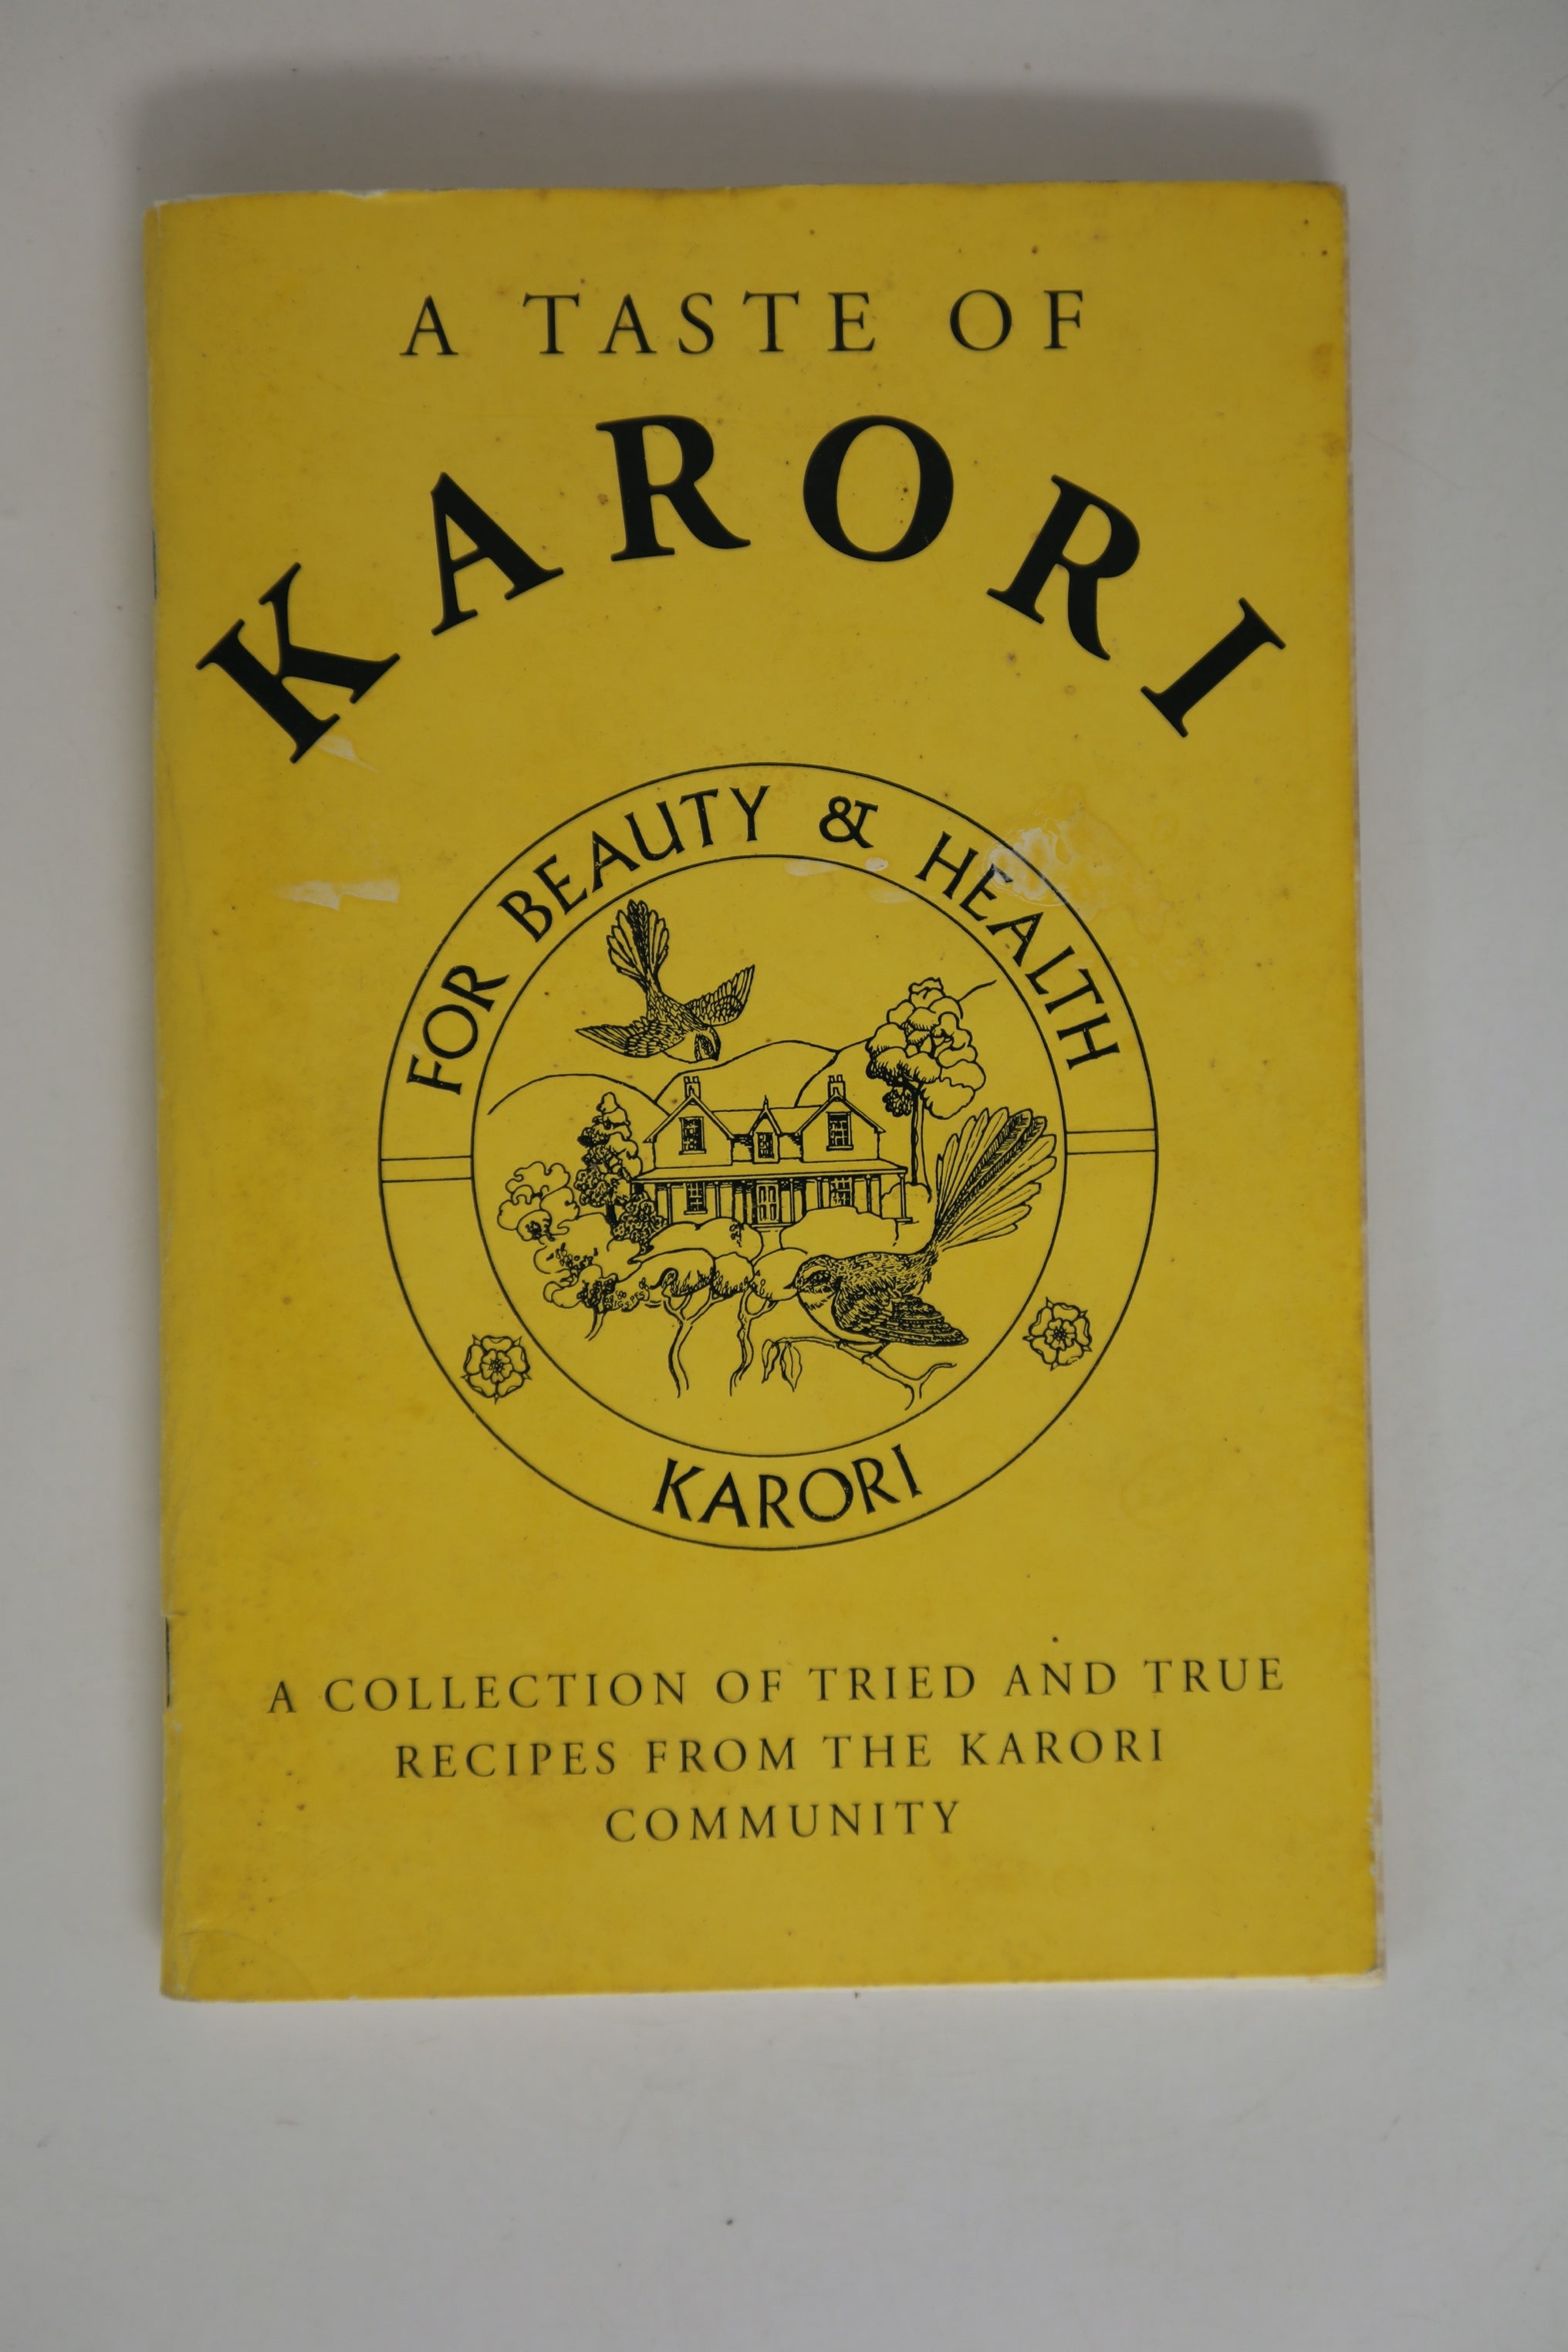 A TASTE OF
KARORI
FOR BEAUTY & HEALTH
KARORI
A COLLECTION OF TRIED AND TRUE
RECIPES FROM THE KARORI
COMMUNITY